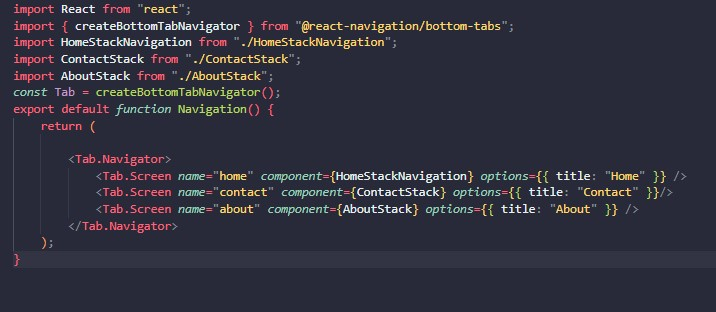 import React from "react";
import { createBottomTabNavigator } from "@react-navigation/bottom-tabs";
import HomeStackNavigation from "./HomeStackNavigation";
import ContactStack from "./ContactStack";
import AboutStack from "./AboutStack";
const Tab = createBottomTabNavigator();
export default function Navigation() {
    return (

        <Tab.Navigator>
            <Tab.Screen name="home" component={HomeStackNavigation} options={{ title: "Home" }} />
            <Tab.Screen name="contact" component={ContactStack} options={{ title: "Contact" }}/>
            <Tab.Screen name="about" component={AboutStack} options={{ title: "About" }} />
        </Tab.Navigator>
    );
}